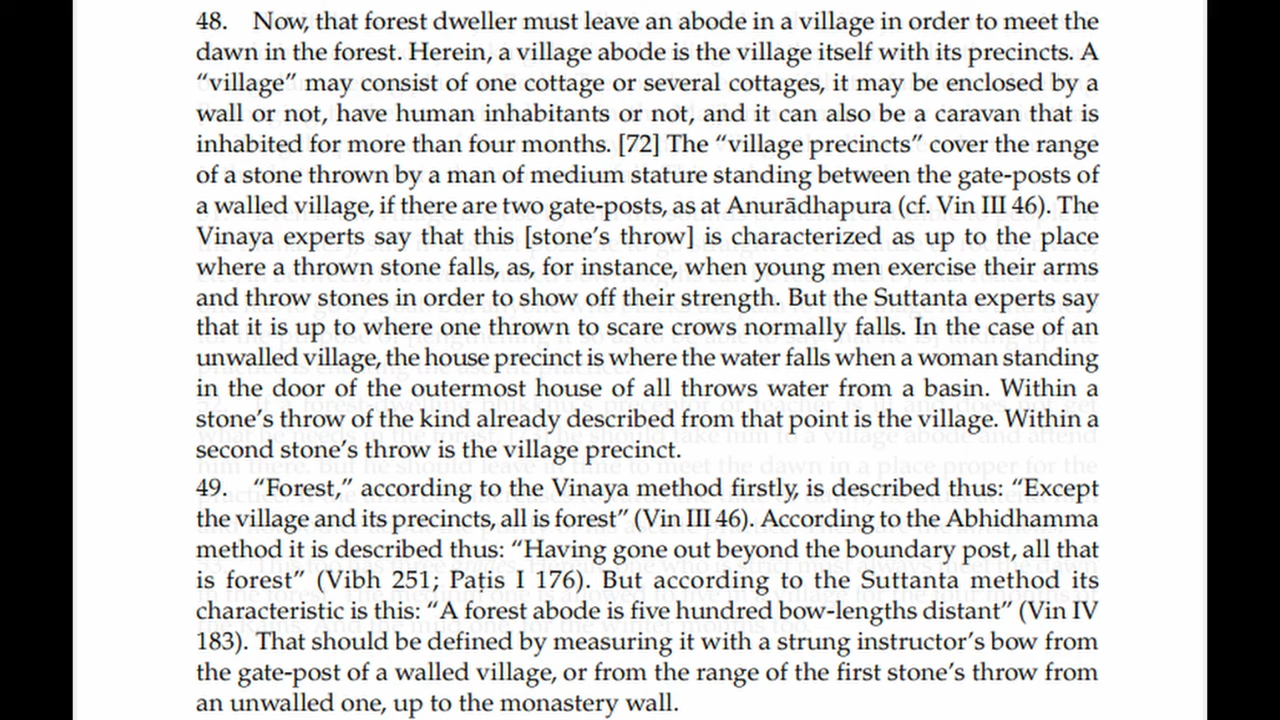 48. Now, that forest dweller must leave an abode in a village in order to meet the
dawn in the forest. Herein, a village abode is the village itself with its precincts. A
“village” may consist of one cottage or several cottages, it may be enclosed by a
wall or not, have human inhabitants or not, and it can also be a caravan that is
inhabited for more than four months. [72] The “village precincts” cover the range
of a stone thrown by a man of medium stature standing between the gate-posts of
a walled village, if there are two gate-posts, as at Anurādhapura (cf. Vin III 46). The
Vinaya experts say that this [stone’s throw] is characterized as up to the place
where a thrown stone falls, as, for instance, when young men exercise their arms
and throw stones in order to show off their strength. But the Suttanta experts say
that it is up to where one thrown to scare crows normally falls. In the case of an
unwalled village, the house precinct is where the water falls when a woman standing
in the door of the outermost house of all throws water from a basin. Within a
stone’s throw of the kind already described from that point is the village. Within a
second stone’s throw is the village precinct.
49. “Forest,” according to the Vinaya method firstly, is described thus: “Except
the village and its precincts, all is forest” (Vin III 46). According to the Abhidhamma
method it is described thus: “Having gone out beyond the boundary post, all that
is forest” (Vibh 251; Patis I 176). But according to the Suttanta method its
characteristic is this: “A forest abode is five hundred bow-lengths distant” (Vin IV
183). That should be defined by measuring it with a strung instructor’s bow from
the gate-post of a walled village, or from the range of the first stone’s throw from
an unwalled one, up to the monastery wall.